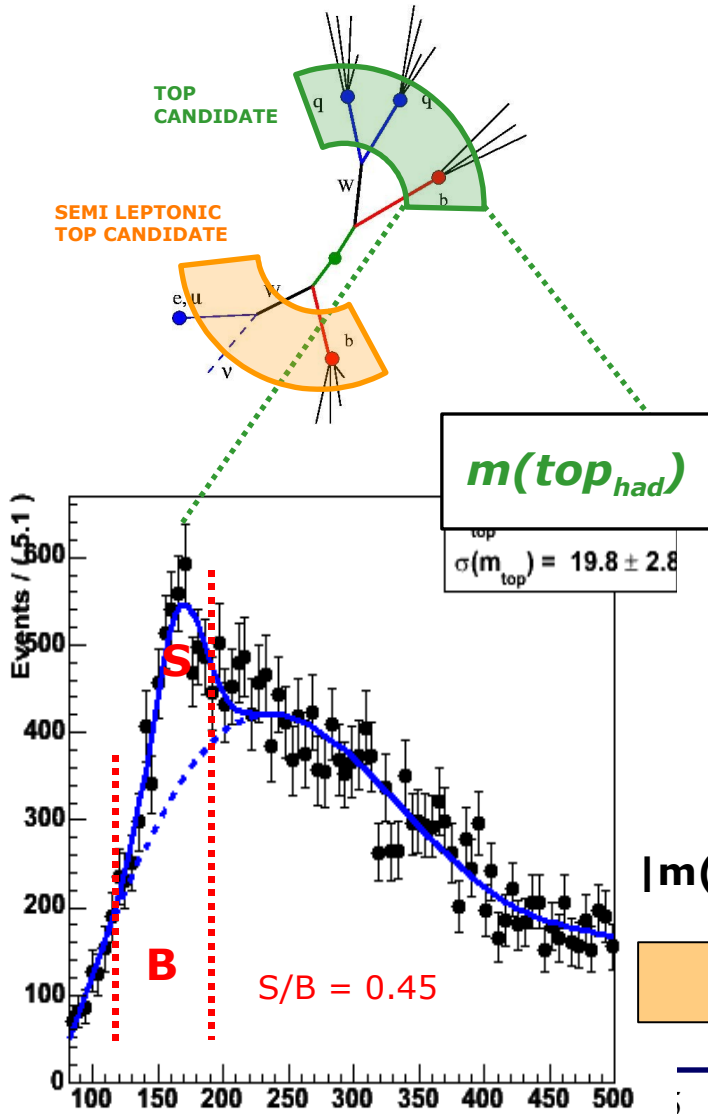 TOP
CANDIDATE
q
q
W
b
SEMI LEPTONIC
TOP CANDIDATE
W
e, u
b
ν
m(top_had)
top
σ(m_top) = 19.8 ± 2.8
Events / ( 5.1 )
600
500
400
300
200
100
0
S
B
S/B = 0.45
|m(
100 150 200 250 300 350 400 450 500